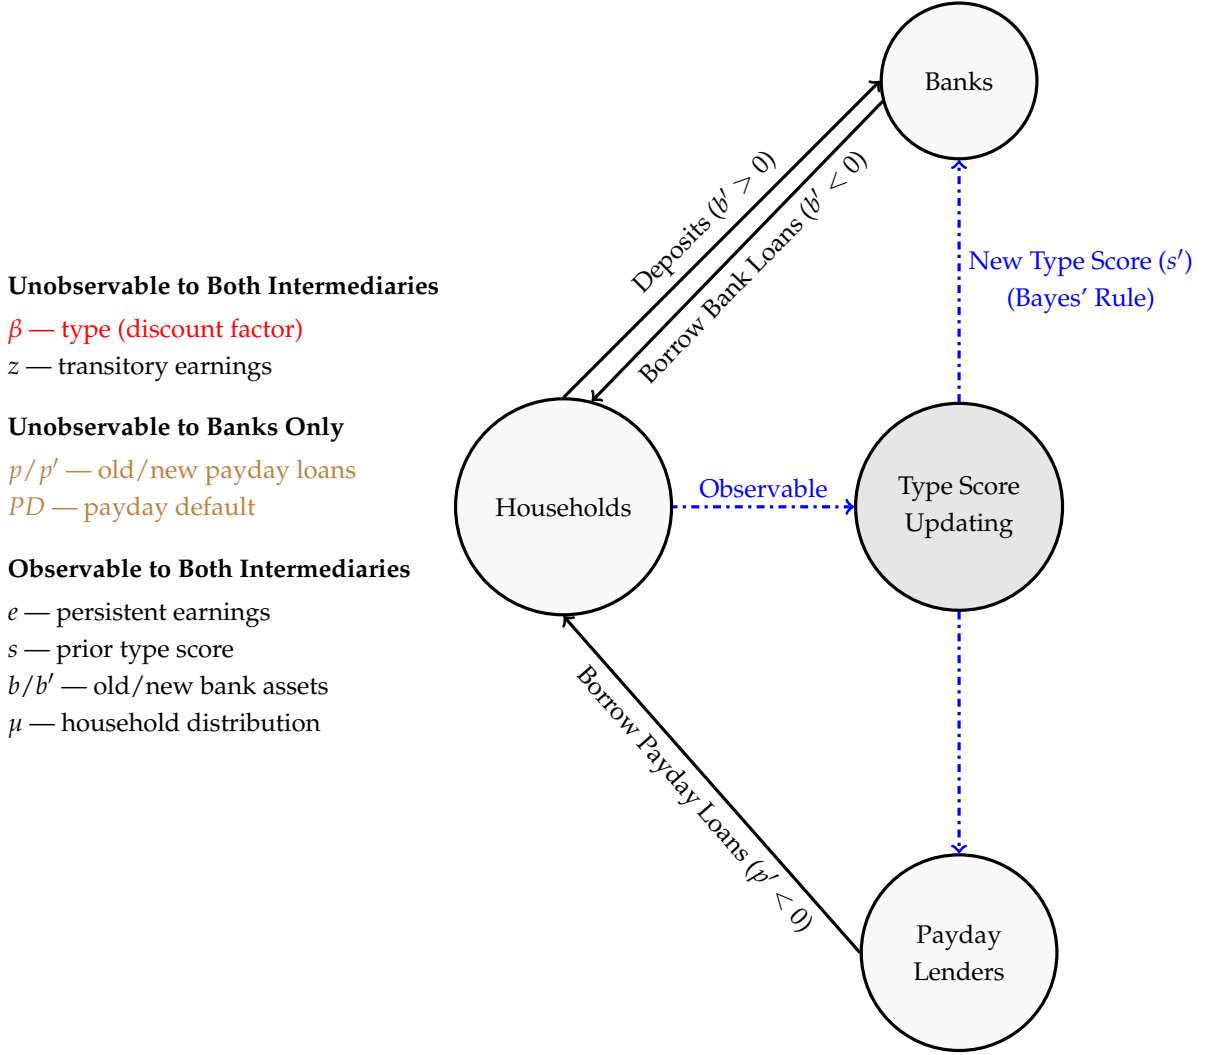 Banks
Deposits (b′ > 0)
Borrow Bank Loans (b′ < 0)
New Type Score (s′)
(Bayes’ Rule)
Unobservable to Both Intermediaries
β — type (discount factor)
z — transitory earnings
Unobservable to Banks Only
p/p′ — old/new payday loans
PD — payday default
Observable to Both Intermediaries
e — persistent earnings
s — prior type score
b/b′ — old/new bank assets
μ — household distribution
Households
Observable
Type Score
Updating
Borrow Payday Loans (p′ < 0)
Payday
Lenders